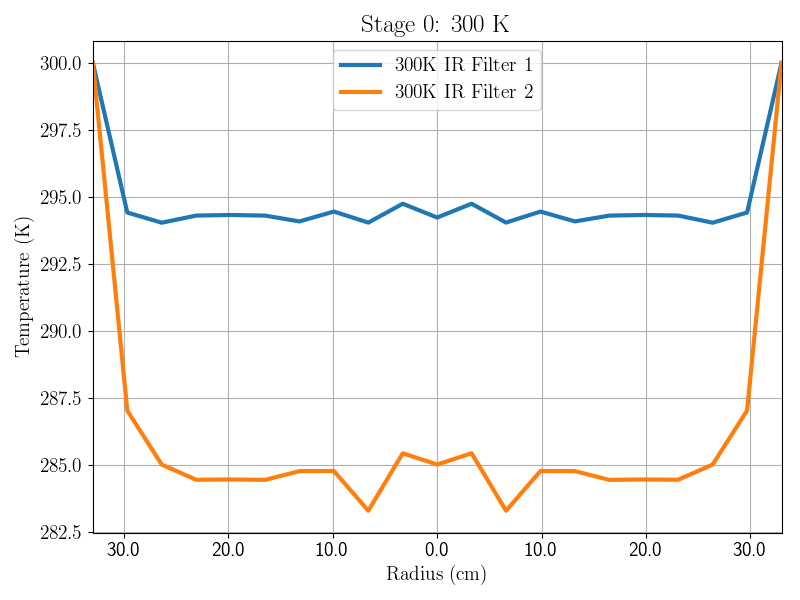 Stage 0: 300 K
300K IR Filter 1
300K IR Filter 2
300.0
297.5
295.0
292.5
290.0
287.5
285.0
282.5
Temperature (K)
30.0 20.0 10.0 0.0 10.0 20.0 30.0
Radius (cm)